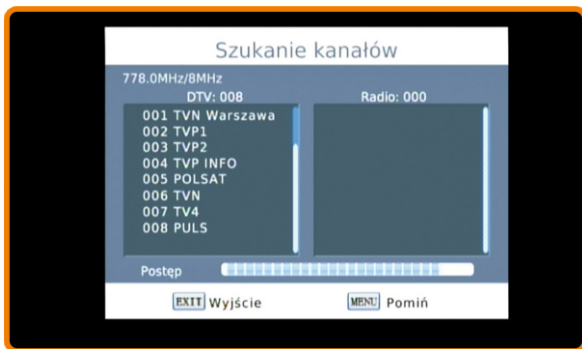 Szukanie kanałów
778.0MHz/8MHz
DTV: 008
Radio: 000
001 TVN Warszawa
002 TVP1
003 TVP2
004 TVP INFO
005 POLSAT
006 TVN
007 TV4
008 PULS
Postęp
EXIT Wyjście
MENU Pomiń